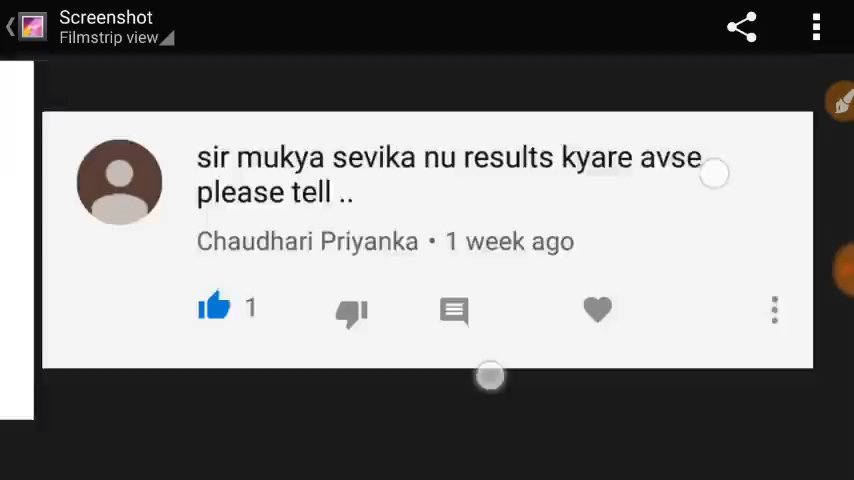 Screenshot
Filmstrip view
sir mukya sevika nu results kyare avse
please tell ..
Chaudhari Priyanka • 1 week ago
1